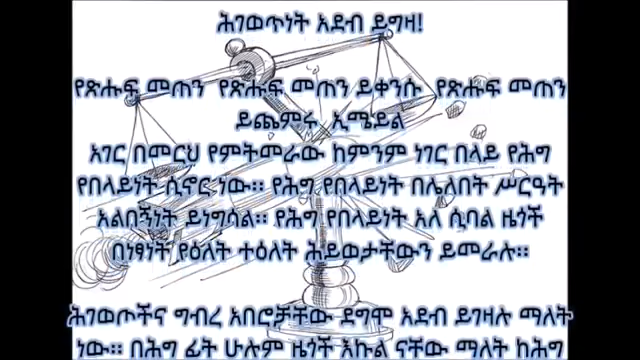 ሕገወጥነት አደብ ይግዛ!
የጽሑፍ መጠን የጽሑፍ መጠን ይቀንሱ የጽሑፍ መጠን
ይጨምሩ ኢሜይል
አገር በመርህ የምትመራው ከምንም ነገር በላይ የሕግ
የበላይነት ሲኖር ነው፡፡ የሕግ የበላይነት በሌለበት ሥርዓት
አልበኝነት ይነግሳል፡፡ የሕግ የበላይነት አለ ሲባል ዜጎች
በነፃነት የዕለት ተዕለት ሕይወታቸውን ይመራሉ፡፡
ሕገወጦችና ግብረ አበሮቻቸው ደግሞ አደብ ይገዛሉ ማለት
ነው፡፡ በሕግ ፊት ሁሉም ዜጎች እኩል ናቸው ማለት ከሕግ